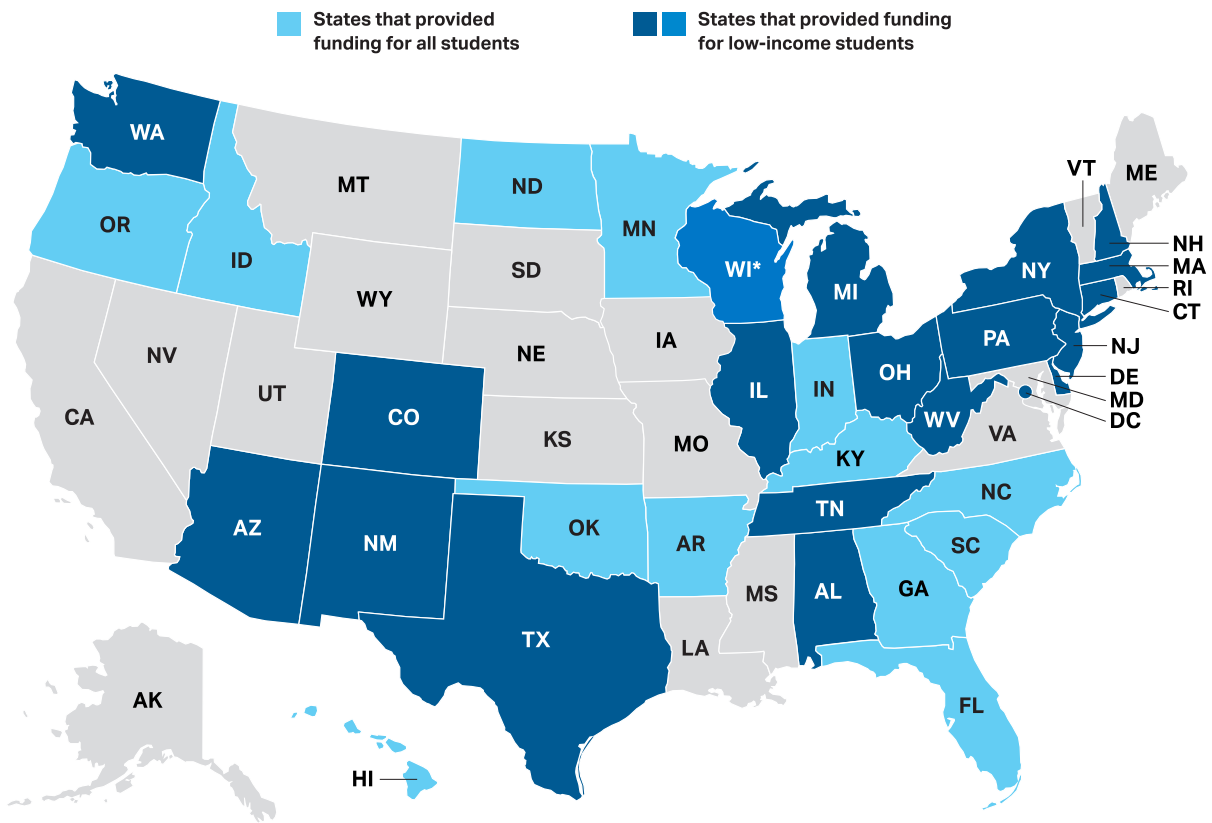 States that provided
funding for all students
States that provided funding
for low-income students
WA
VT
ME
MT
ND
OR
MN
NH
ID
WI*
NY
MA
SD
RI
MI
WY
CT
IA
PA
NJ
NV
NE
OH
DE
UT
IL
IN
MD
CA
CO
WV
DC
KS
MO
VA
KY
NC
TN
AZ
OK
NM
AR
SC
GA
MS
AL
TX
LA
AK
FL
HI